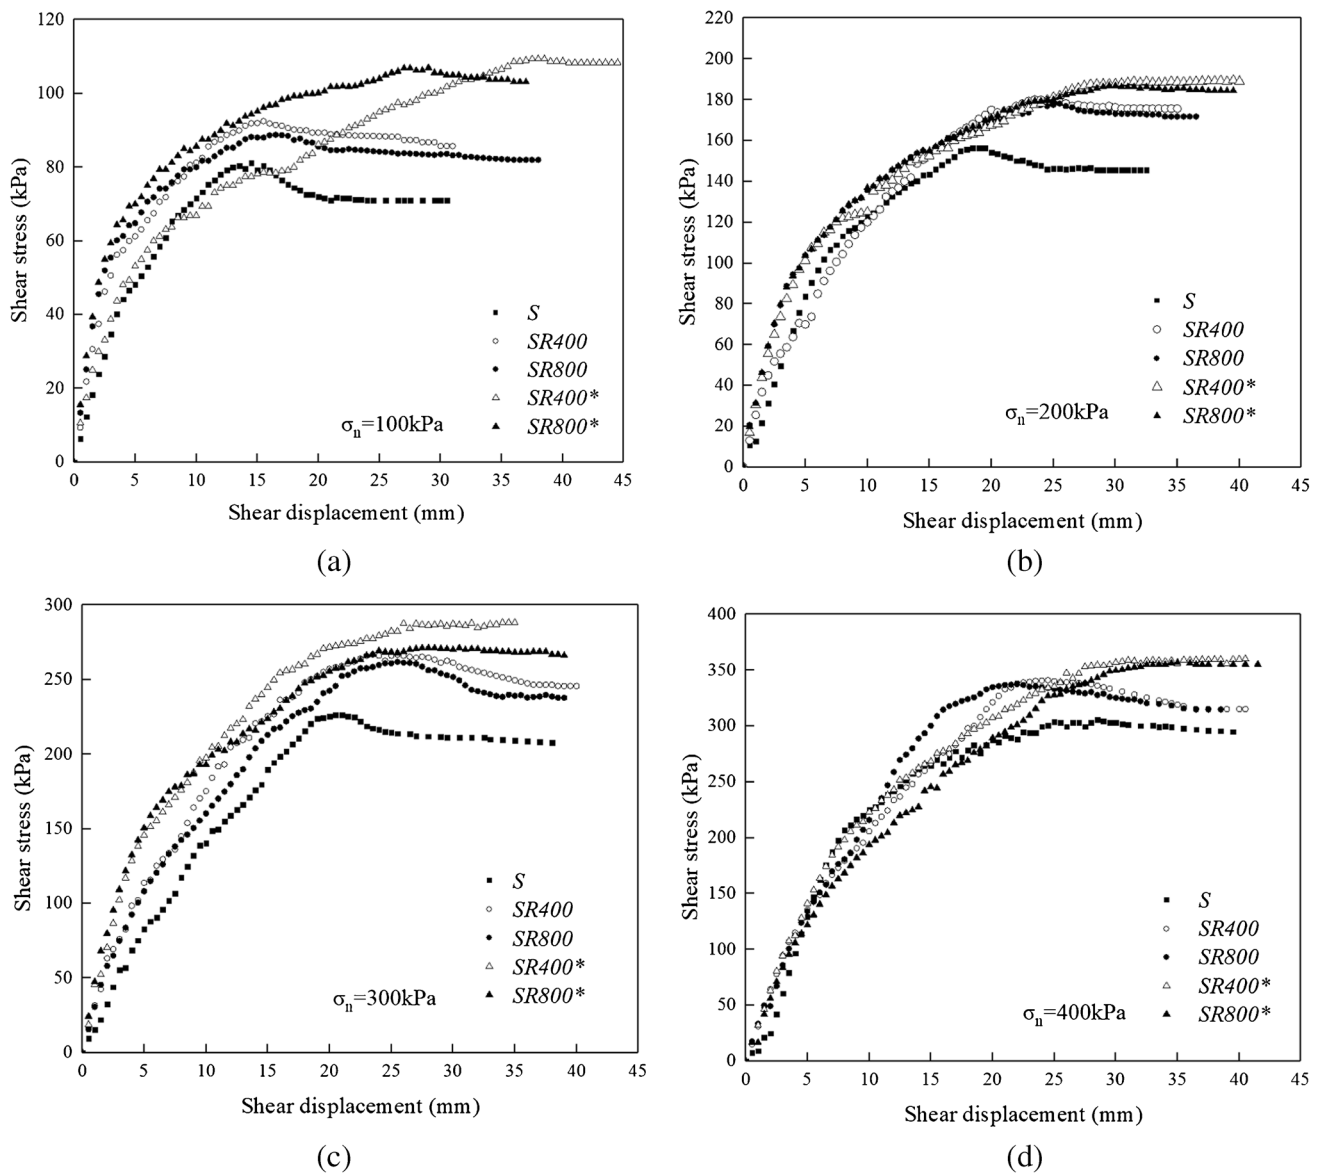 120
100
80
60
40
20
0
Shear stress (kPa)
S
SR400
SR800
SR400*
SR800*
σn=100kPa
0 5 10 15 20 25 30 35 40 45
Shear displacement (mm)
(a)
220
200
180
160
140
120
100
80
60
40
20
0
Shear stress (kPa)
S
SR400
SR800
SR400*
SR800*
σn=200kPa
0 5 10 15 20 25 30 35 40 45
Shear displacement (mm)
(b)
300
250
200
150
100
50
0
Shear stress (kPa)
S
SR400
SR800
SR400*
SR800*
σn=300kPa
0 5 10 15 20 25 30 35 40 45
Shear displacement (mm)
(c)
400
350
300
250
200
150
100
50
0
Shear stress (kPa)
S
SR400
SR800
SR400*
SR800*
σn=400kPa
0 5 10 15 20 25 30 35 40 45
Shear displacement (mm)
(d)